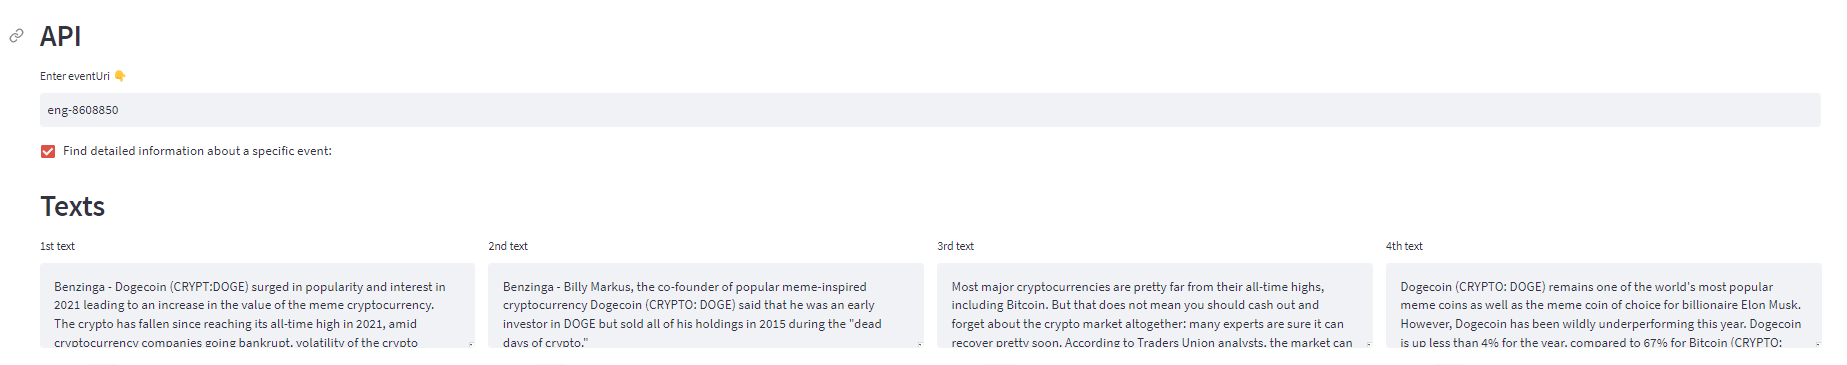 API
Enter eventUri 👇
eng-8608850
Find detailed information about a specific event:
Texts
1st text
Benzinga - Dogecoin (CRYPT:DOGE) surged in popularity and interest in
2021 leading to an increase in the value of the meme cryptocurrency.
The crypto has fallen since reaching its all-time high in 2021, amid
cryptocurrency companies going bankrupt, volatility of the crypto
2nd text
Benzinga - Billy Markus, the co-founder of popular meme-inspired
cryptocurrency Dogecoin (CRYPTO: DOGE) said that he was an early
investor in DOGE but sold all of his holdings in 2015 during the "dead
days of crypto."
3rd text
Most major cryptocurrencies are pretty far from their all-time highs,
including Bitcoin. But that does not mean you should cash out and
forget about the crypto market altogether: many experts are sure it can
recover pretty soon. According to Traders Union analysts, the market can
4th text
Dogecoin (CRYPTO: DOGE) remains one of the world's most popular
meme coins as well as the meme coin of choice for billionaire Elon Musk.
However, Dogecoin has been wildly underperforming this year. Dogecoin
is up less than 4% for the year, compared to 67% for Bitcoin (CRYPTO: